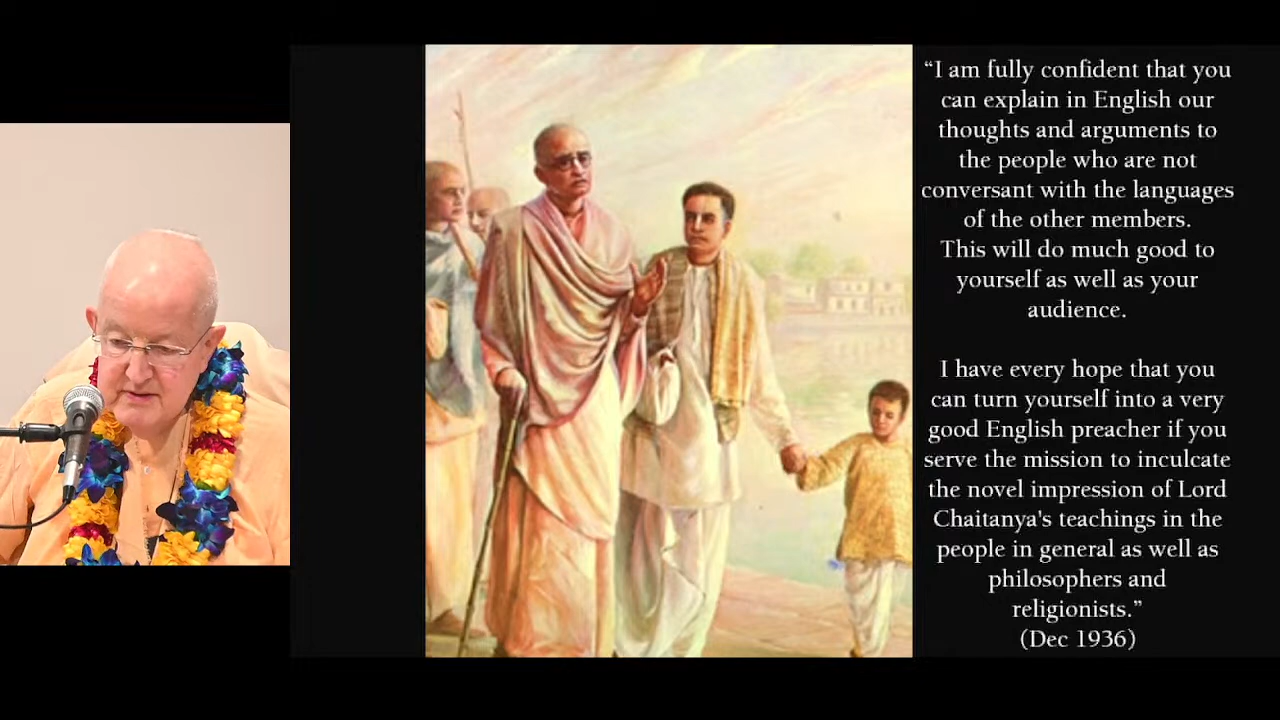 “I am fully confident that you
can explain in English our
thoughts and arguments to
the people who are not
conversant with the languages
of the other members.
This will do much good to
yourself as well as your
audience.
I have every hope that you
can turn yourself into a very
good English preacher if you
serve the mission to inculcate
the novel impression of Lord
Chaitanya's teachings in the
people in general as well as
philosophers and
religionists.”
(Dec 1936)